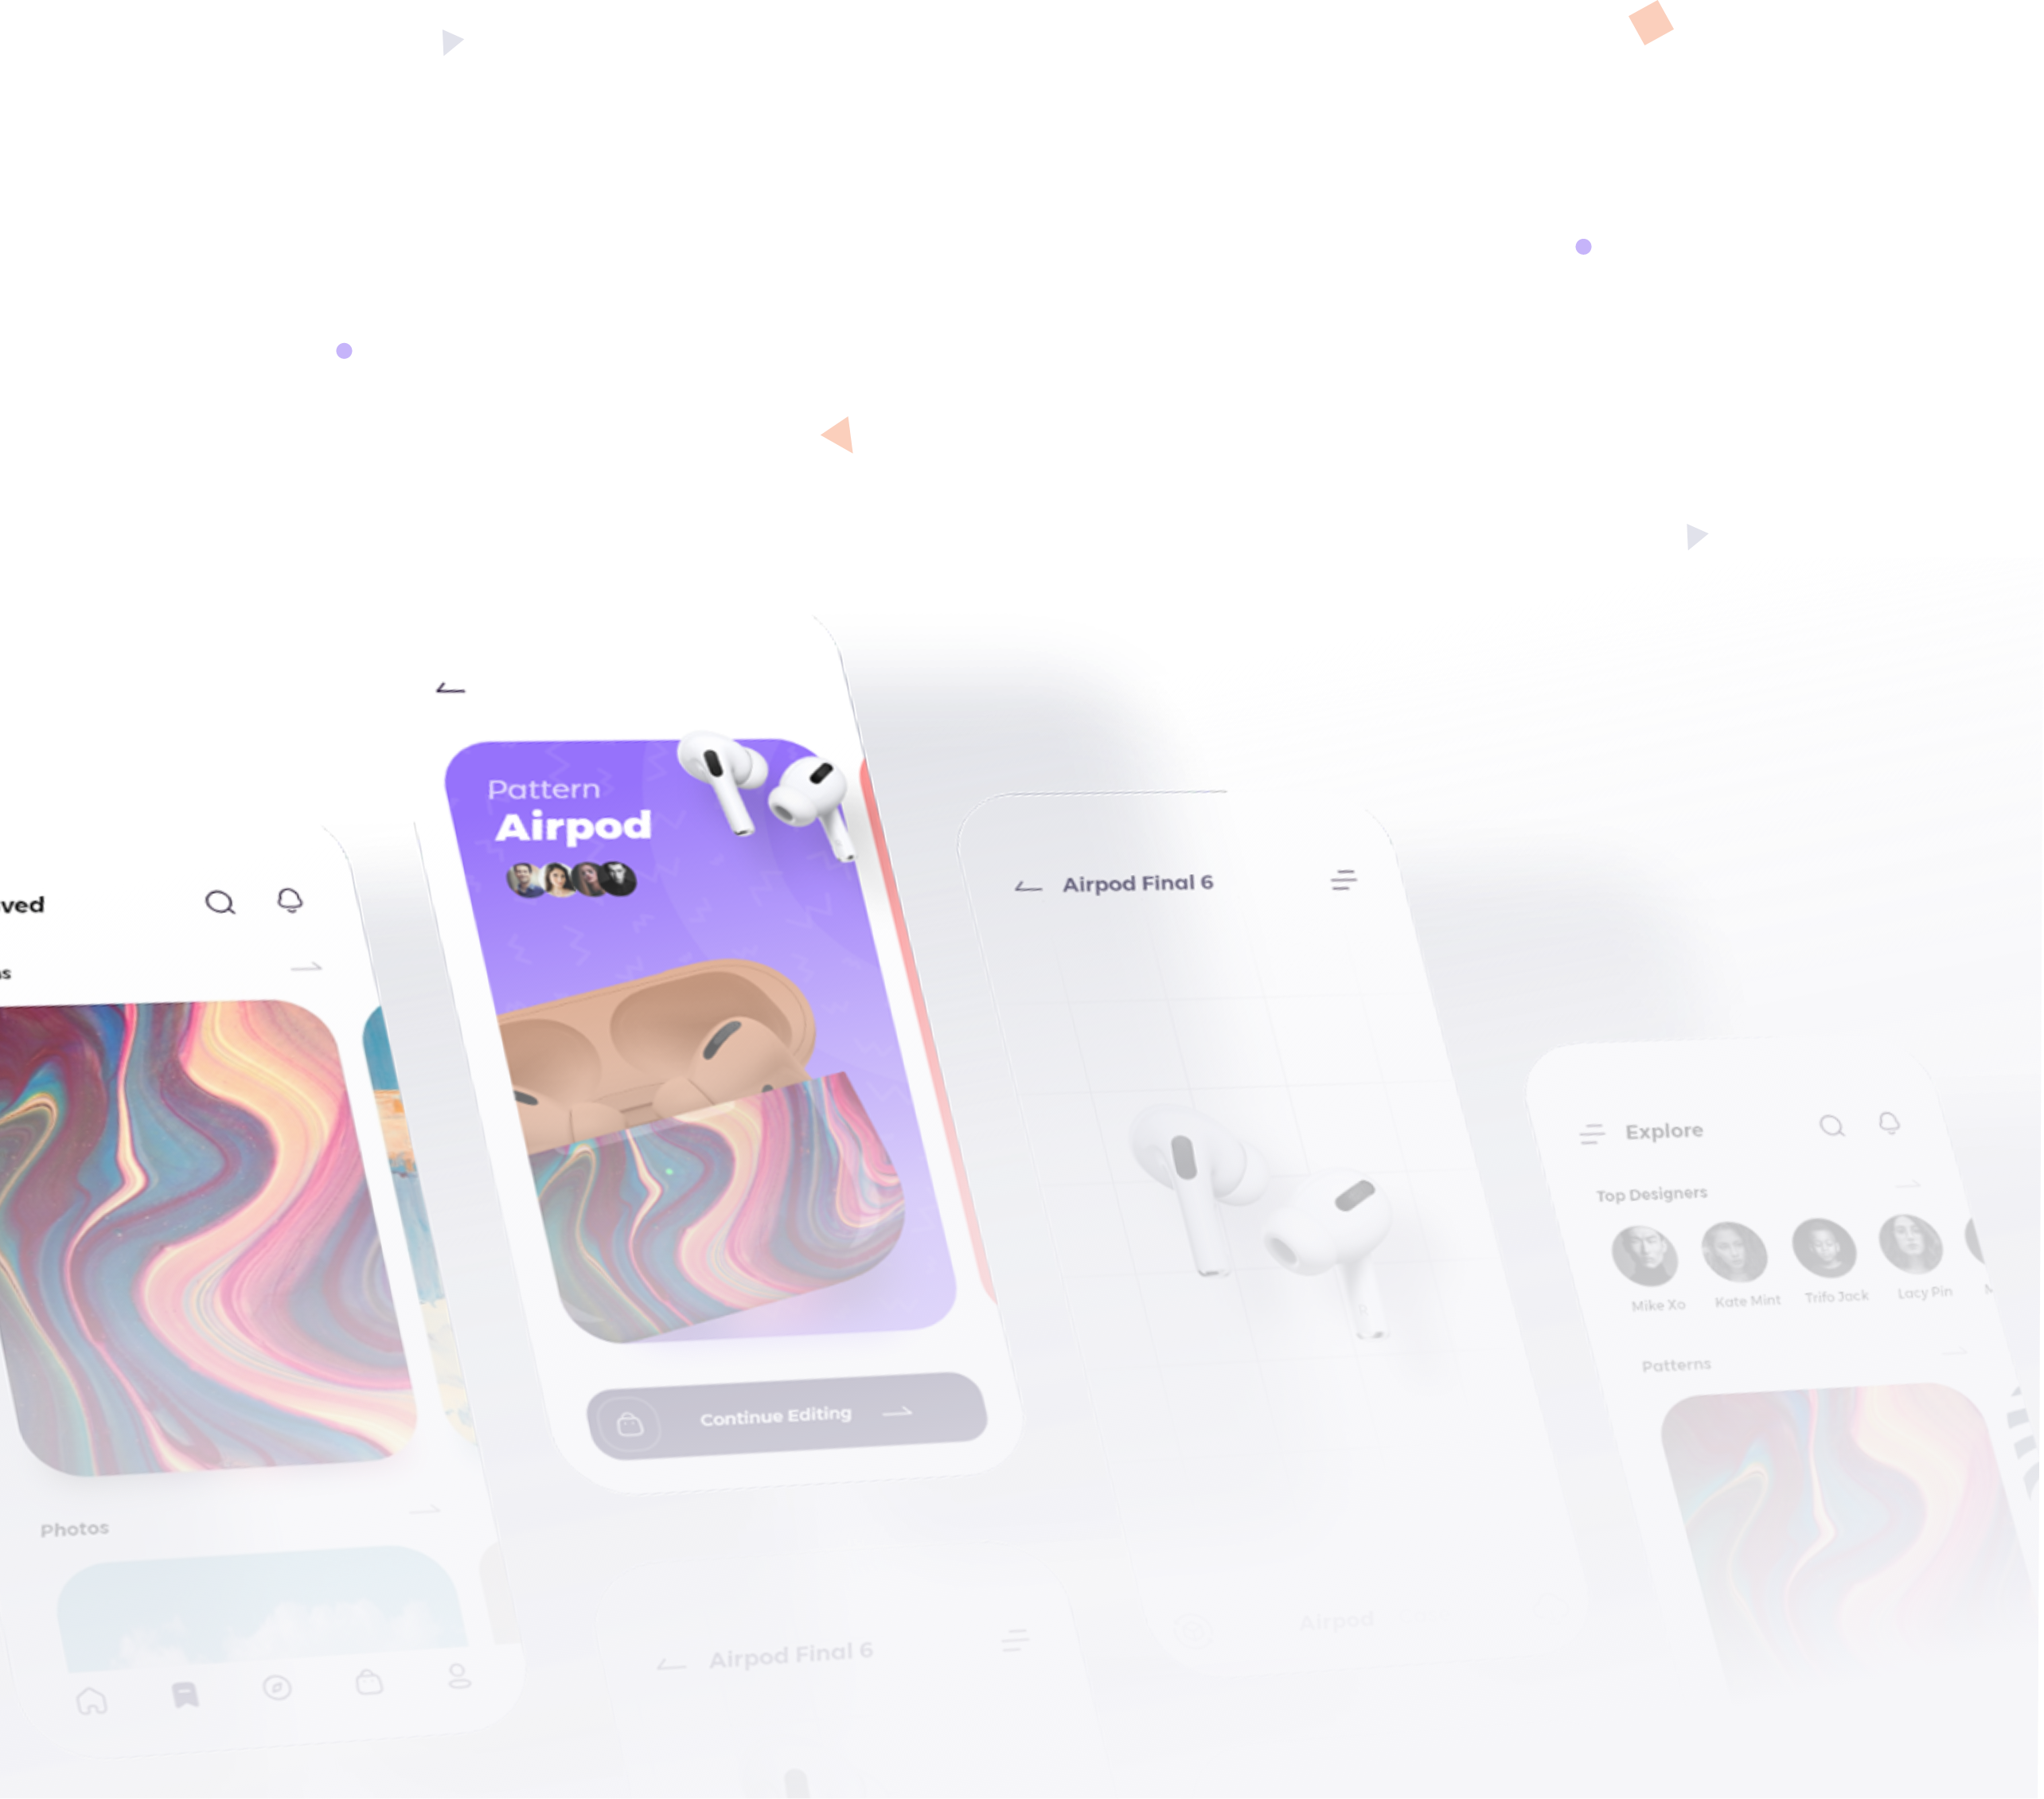 ved
s
Photos
Pattern
Airpod
Continue Editing
Airpod Final 6
Airpod
Airpod Final 6
Explore
Top Designers
Mike Xo
Kate Mint
Trifo Jack
Lacy Pin
Patterns